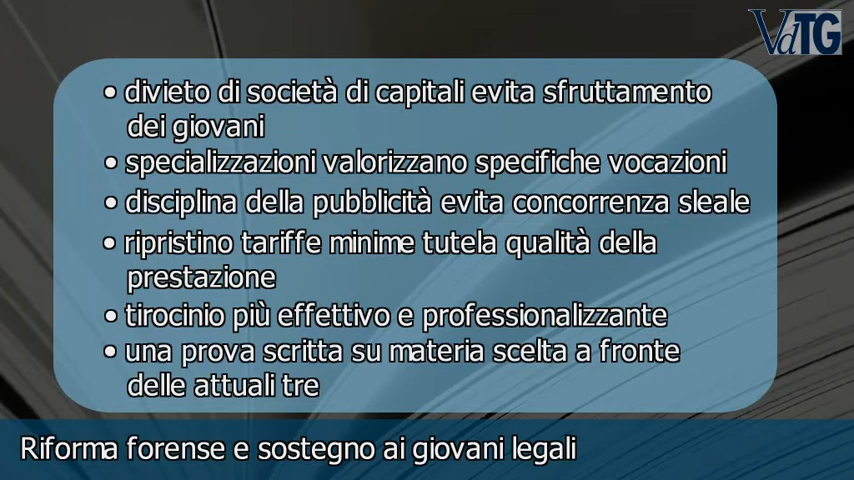 VdTG
• divieto di società di capitali evita sfruttamento
dei giovani
• specializzazioni valorizzano specifiche vocazioni
• disciplina della pubblicità evita concorrenza sleale
• ripristino tariffe minime tutela qualità della
prestazione
• tirocinio più effettivo e professionalizzante
• una prova scritta su materia scelta a fronte
delle attuali tre
Riforma forense e sostegno ai giovani legali